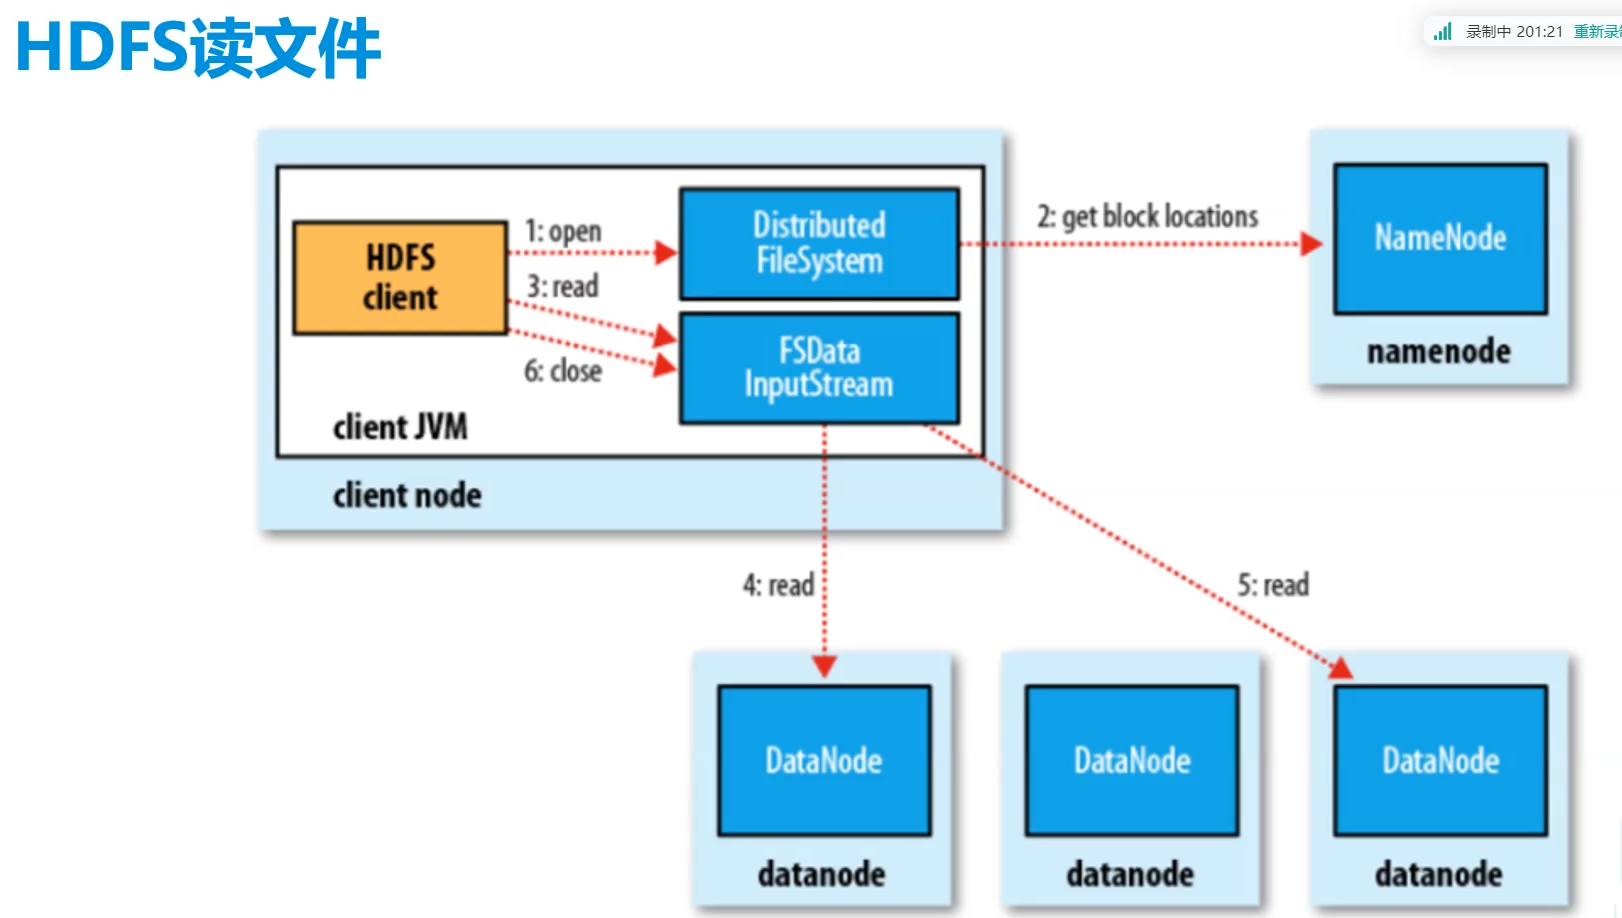 HDFS读文件
录制中 201:21 重新录制
HDFS
client
1: open
3: read
6: close
Distributed
FileSystem
FSData
InputStream
client JVM
client node
2: get block locations
NameNode
namenode
4: read
5: read
DataNode
datanode
DataNode
datanode
DataNode
datanode